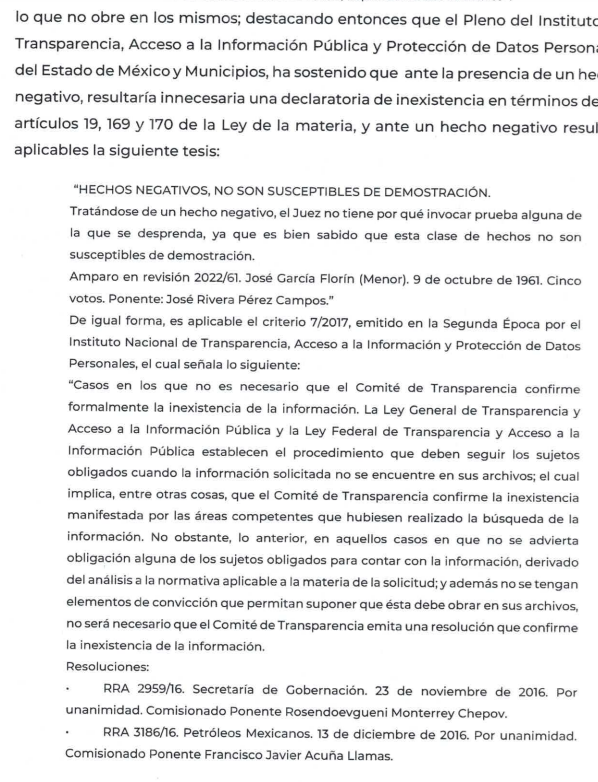 lo que no obre en los mismos; destacando entonces que el Pleno del Instituto
Transparencia, Acceso a la Información Pública y Protección de Datos Persona
del Estado de México y Municipios, ha sostenido que ante la presencia de un he
negativo, resultaría innecesaria una declaratoria de inexistencia en términos de
artículos 19, 169 y 170 de la Ley de la materia, y ante un hecho negativo resul
aplicables la siguiente tesis:
“HECHOS NEGATIVOS, NO SON SUSCEPTIBLES DE DEMOSTRACIÓN.
Tratándose de un hecho negativo, el Juez no tiene por qué invocar prueba alguna de
la que se desprenda, ya que es bien sabido que esta clase de hechos no son
susceptibles de demostración.
Amparo en revisión 2022/61. José García Florín (Menor). 9 de octubre de 1961. Cinco
votos. Ponente: José Rivera Pérez Campos.”
De igual forma, es aplicable el criterio 7/2017, emitido en la Segunda Época por el
Instituto Nacional de Transparencia, Acceso a la Información y Protección de Datos
Personales, el cual señala lo siguiente:
“Casos en los que no es necesario que el Comité de Transparencia confirme
formalmente la inexistencia de la información. La Ley General de Transparencia y
Acceso a la Información Pública y la Ley Federal de Transparencia y Acceso a la
Información Pública establecen el procedimiento que deben seguir los sujetos
obligados cuando la información solicitada no se encuentre en sus archivos; el cual
implica, entre otras cosas, que el Comité de Transparencia confirme la inexistencia
manifestada por las áreas competentes que hubiesen realizado la búsqueda de la
información. No obstante, lo anterior, en aquellos casos en que no se advierta
obligación alguna de los sujetos obligados para contar con la información, derivado
del análisis a la normativa aplicable a la materia de la solicitud; y además no se tengan
elementos de convicción que permitan suponer que ésta debe obrar en sus archivos,
no será necesario que el Comité de Transparencia emita una resolución que confirme
la inexistencia de la información.
Resoluciones:
· RRA 2959/16. Secretaría de Gobernación. 23 de noviembre de 2016. Por
unanimidad. Comisionado Ponente Rosendoevgueni Monterrey Chepov.
· RRA 3186/16. Petróleos Mexicanos. 13 de diciembre de 2016. Por unanimidad.
Comisionado Ponente Francisco Javier Acuña Llamas.